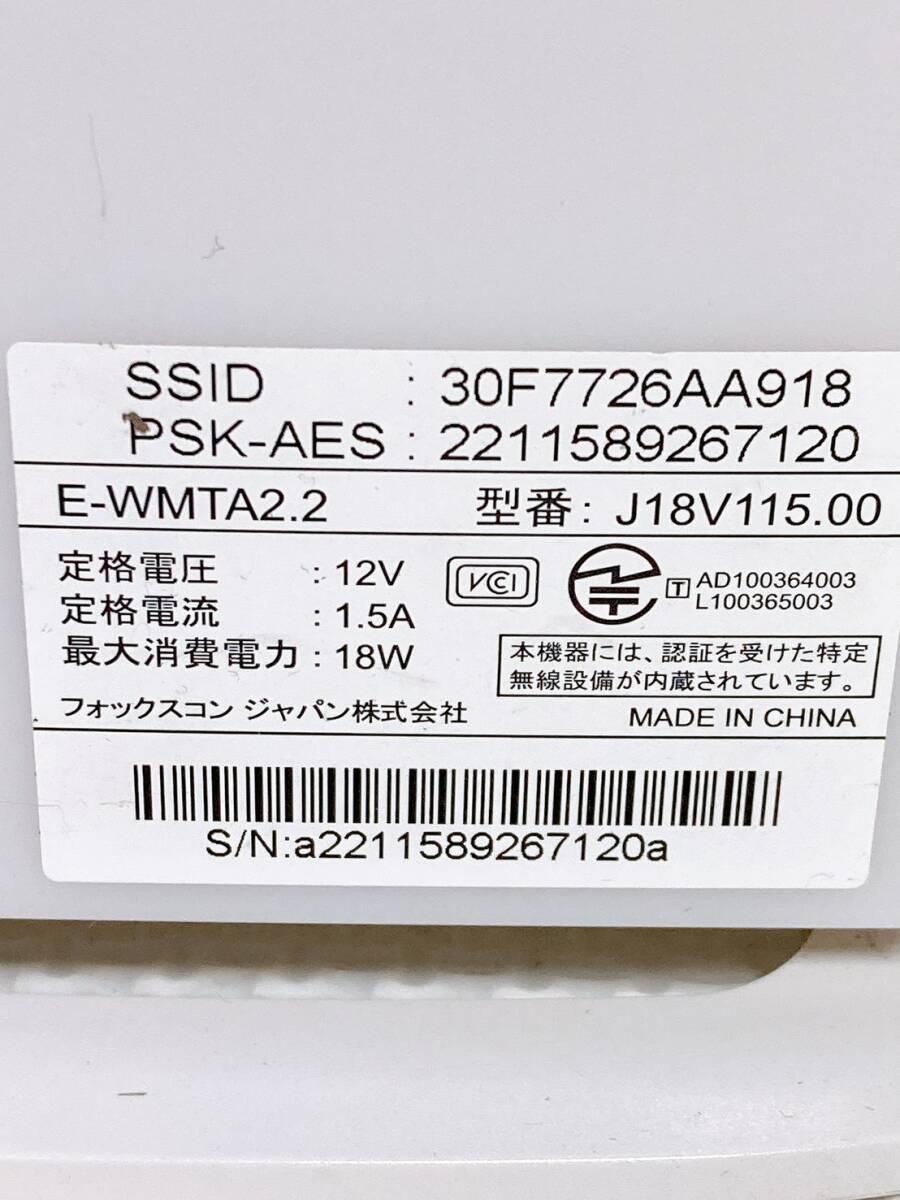 SSID : 30F7726AA918
PSK-AES : 2211589267120
E-WMTA2.2 型番: J18V115.00
定格電圧 : 12V
定格電流 : 1.5A
最大消費電力 : 18W
VCCI
T AD100364003
L100365003
本機器には、認証を受けた特定
無線設備が内蔵されています。
フォックスコン ジャパン株式会社 MADE IN CHINA
S/N:a2211589267120a